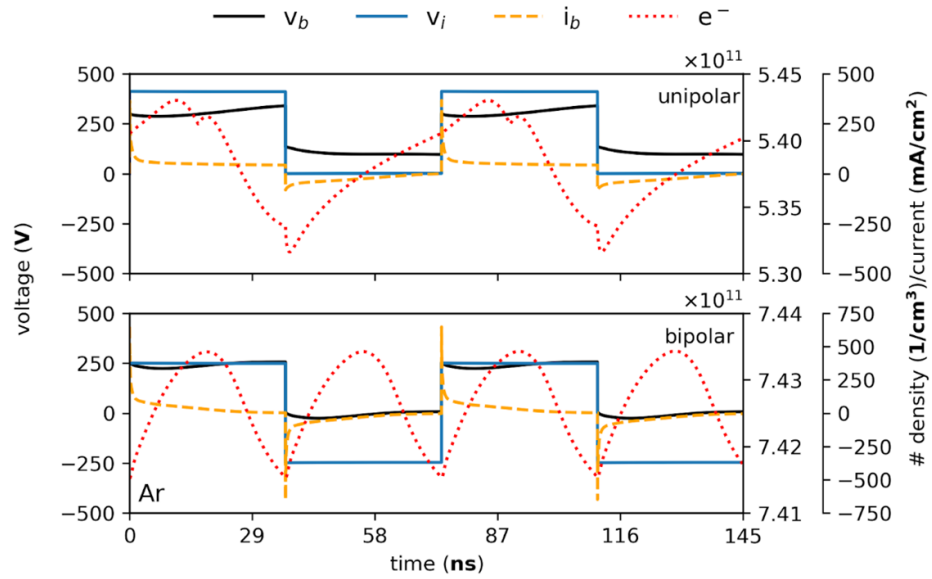 v_b v_i i_b e⁻
×10¹¹
500 5.45 500
unipolar
250 5.40 250
0 0
−250 5.35 −250
−500 5.30 −500
voltage (V)
# density (1/cm³)/current (mA/cm²)
×10¹¹
500 7.44 750
bipolar
500
250 7.43 250
0 0
−250 7.42 −250
−500
Ar
−500 7.41 −750
0 29 58 87 116 145
time (ns)